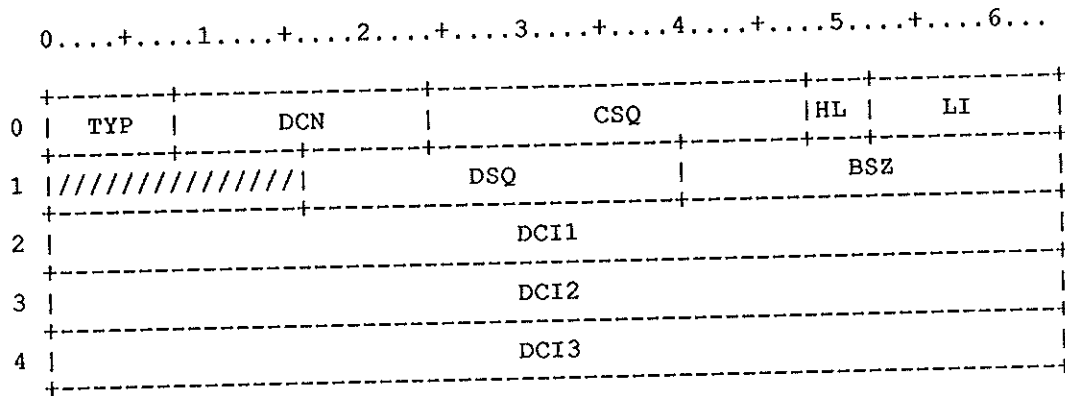 0....+....1....+....2....+....3....+....4....+....5....+....6...
+-------+---------------+-----------------------+---+-----------+
0 | TYP | DCN | CSQ |HL | LI |
+-------+-------+-------+---------------+-------+---+-----------+
1 |///////////////| DSQ | BSZ |
+---------------+-----------------------+-----------------------+
2 | DCI1 |
+---------------------------------------------------------------+
3 | DCI2 |
+---------------------------------------------------------------+
4 | DCI3 |
+---------------------------------------------------------------+